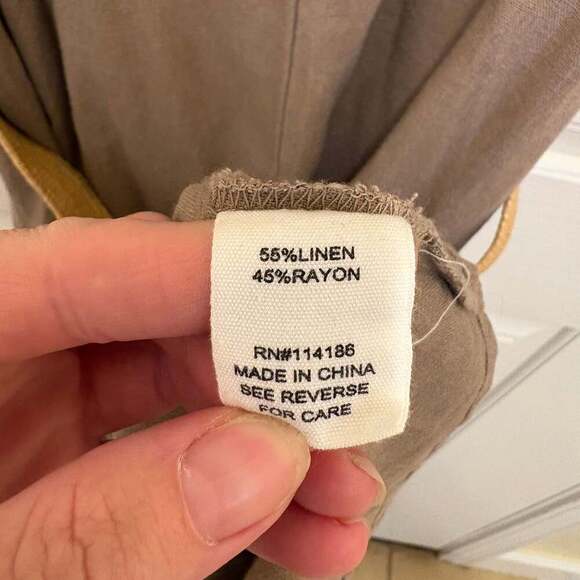 55%LINEN
45%RAYON
RN#114186
MADE IN CHINA
SEE REVERSE
FOR CARE